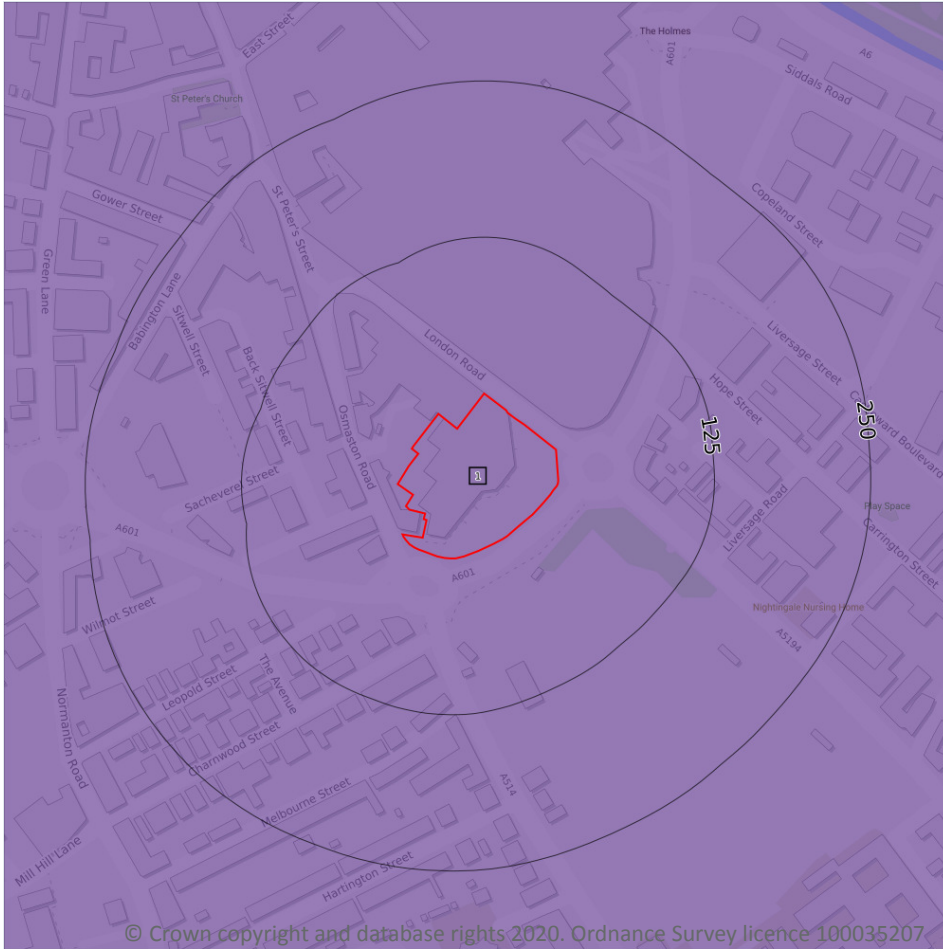 The Holmes
A601
A6
East Street
Siddals Road
St Peter's Church
Gower Street
St Peter's Street
Copeland Street
Green Lane
Babington Lane
Sitwell Street
Back Sitwell Street
London Road
Liversage Street
Hope Street
Osmaston Road
125
250
Sacheverel Street
1
Play Space
A601
Liversage Road
Carrington Street
A601
Wilmot Street
Nightingale Nursing Home
A5194
Leopold Street
The Avenue
Normanton Road
Charnwood Street
A514
Melbourne Street
Mill Hill Lane
Hartington Street
© Crown copyright and database rights 2020. Ordnance Survey licence 100035207.